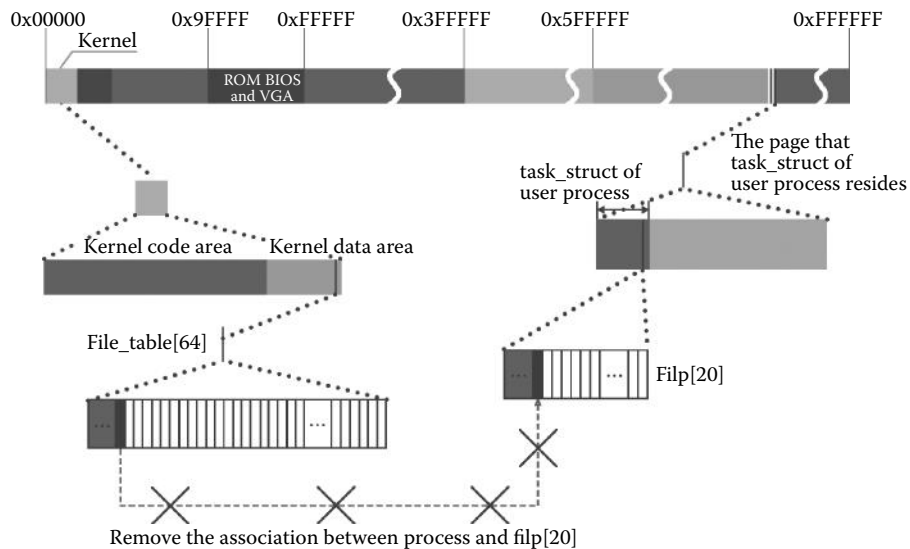 0x00000 0x9FFFF 0xFFFFF 0x3FFFFF 0x5FFFFF 0xFFFFFF
Kernel
ROM BIOS
and VGA
The page that
task_struct of
user process resides
task_struct of
user process
Kernel code area Kernel data area
File_table[64]
Filp[20]
...
...
...
...
Remove the association between process and filp[20]